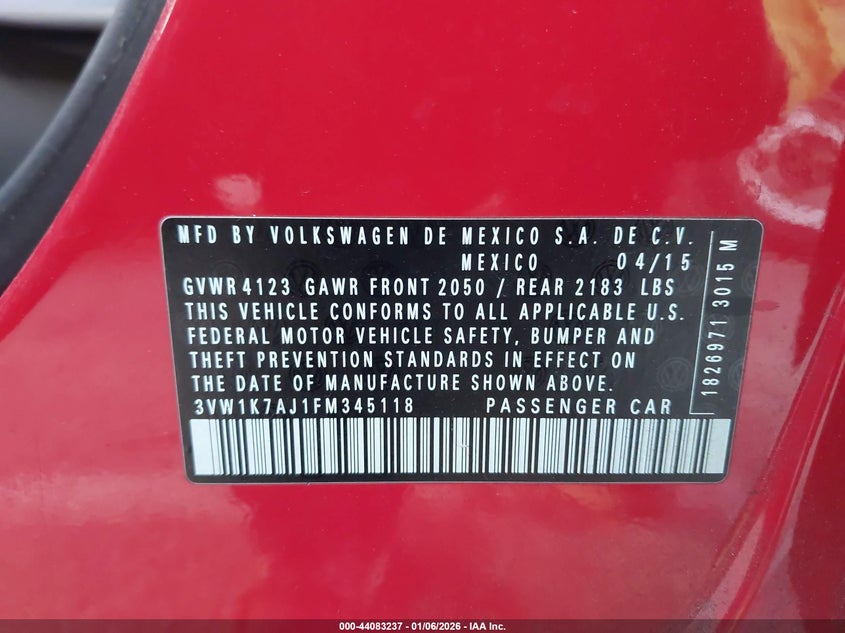 MFD BY VOLKSWAGEN DE MEXICO S.A. DE C.V.
MEXICO 04/15
GVWR 4123 GAWR FRONT 2050 / REAR 2183 LBS
THIS VEHICLE CONFORMS TO ALL APPLICABLE U.S.
FEDERAL MOTOR VEHICLE SAFETY, BUMPER AND
THEFT PREVENTION STANDARDS IN EFFECT ON
THE DATE OF MANUFACTURE SHOWN ABOVE.
3VW1K7AJ1FM345118 PASSENGER CAR
1826971 3015 M
000-44083237 - 01/06/2026 - IAA Inc.